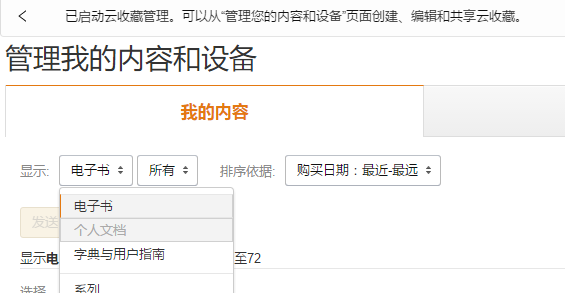 已启动云收藏管理。可以从“管理您的内容和设备”页面创建、编辑和共享云收藏。
管理我的内容和设备
我的内容
显示: 电子书 所有 排序依据: 购买日期：最近-最远
电子书
发送
个人文档
字典与用户指南
显示电 至72
系列
选择